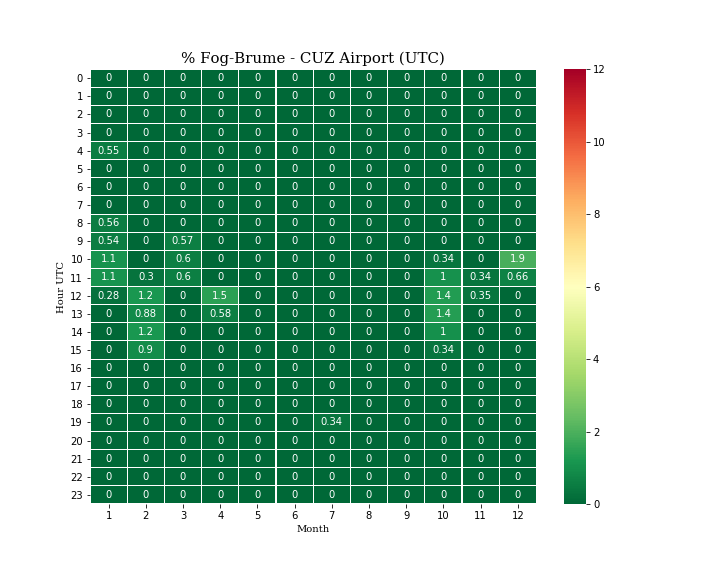 % Fog-Brume - CUZ Airport (UTC)
0 0 0 0 0 0 0 0 0 0 0 0 0
1 0 0 0 0 0 0 0 0 0 0 0 0
2 0 0 0 0 0 0 0 0 0 0 0 0
3 0 0 0 0 0 0 0 0 0 0 0 0
4 0.55 0 0 0 0 0 0 0 0 0 0 0
5 0 0 0 0 0 0 0 0 0 0 0 0
6 0 0 0 0 0 0 0 0 0 0 0 0
7 0 0 0 0 0 0 0 0 0 0 0 0
8 0.56 0 0 0 0 0 0 0 0 0 0 0
9 0.54 0 0.57 0 0 0 0 0 0 0 0 0
10 1.1 0 0.6 0 0 0 0 0 0 0.34 0 1.9
11 1.1 0.3 0.6 0 0 0 0 0 0 1 0.34 0.66
12 0.28 1.2 0 1.5 0 0 0 0 0 1.4 0.35 0
13 0 0.88 0 0.58 0 0 0 0 0 1.4 0 0
14 0 1.2 0 0 0 0 0 0 0 1 0 0
15 0 0.9 0 0 0 0 0 0 0 0.34 0 0
16 0 0 0 0 0 0 0 0 0 0 0 0
17 0 0 0 0 0 0 0 0 0 0 0 0
18 0 0 0 0 0 0 0 0 0 0 0 0
19 0 0 0 0 0 0 0.34 0 0 0 0 0
20 0 0 0 0 0 0 0 0 0 0 0 0
21 0 0 0 0 0 0 0 0 0 0 0 0
22 0 0 0 0 0 0 0 0 0 0 0 0
23 0 0 0 0 0 0 0 0 0 0 0 0
1 2 3 4 5 6 7 8 9 10 11 12
Month
Hour UTC
12
10
8
6
4
2
0